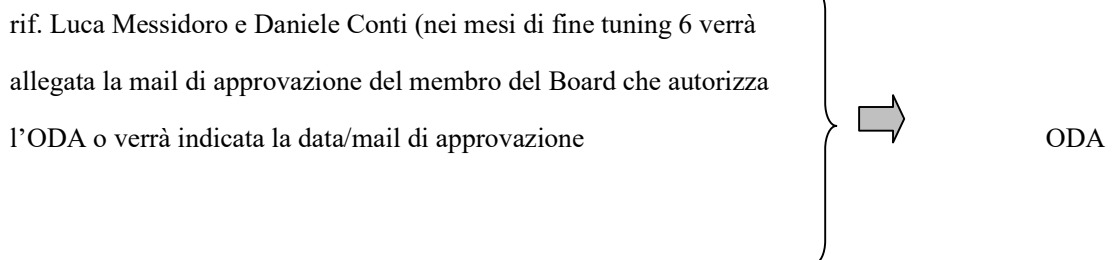 rif. Luca Messidoro e Daniele Conti (nei mesi di fine tuning 6 verrà
allegata la mail di approvazione del membro del Board che autorizza
l’ODA o verrà indicata la data/mail di approvazione
ODA